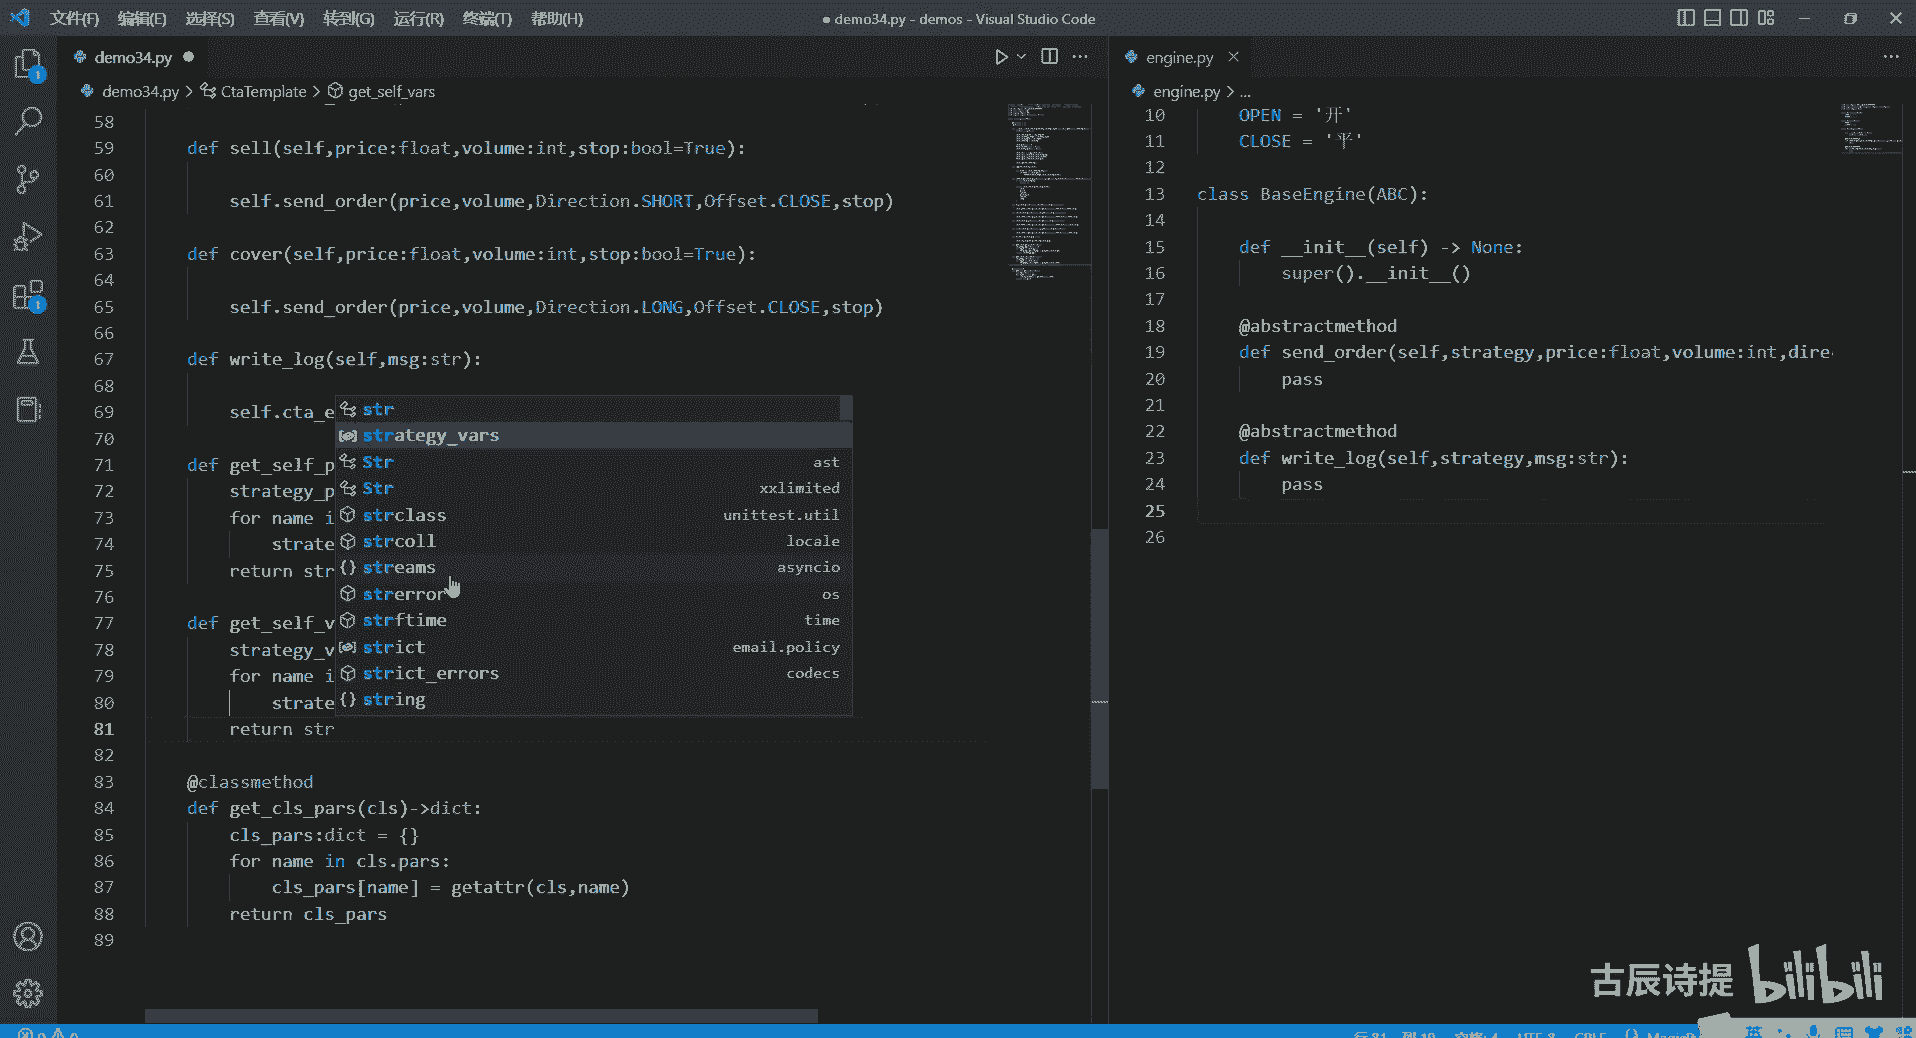 文件(F) 编辑(E) 选择(S) 查看(V) 转到(G) 运行(R) 终端(T) 帮助(H)
● demo34.py - demos - Visual Studio Code
demo34.py ●
demo34.py > CtaTemplate > get_self_vars
58
59 def sell(self,price:float,volume:int,stop:bool=True):
60
61 self.send_order(price,volume,Direction.SHORT,Offset.CLOSE,stop)
62
63 def cover(self,price:float,volume:int,stop:bool=True):
64
65 self.send_order(price,volume,Direction.LONG,Offset.CLOSE,stop)
66
67 def write_log(self,msg:str):
68
69 self.cta_e
70
71 def get_self_p
72 strategy_p
73 for name i
74 strate
75 return str
76
77 def get_self_v
78 strategy_v
79 for name i
80 strate
81 return str
82
83 @classmethod
84 def get_cls_pars(cls)->dict:
85 cls_pars:dict = {}
86 for name in cls.pars:
87 cls_pars[name] = getattr(cls,name)
88 return cls_pars
89
str
strategy_vars
Str ast
Str xxlimited
strclass unittest.util
strcoll locale
streams asyncio
strerror os
strftime time
strict email.policy
strict_errors codecs
string
engine.py
engine.py > ...
10 OPEN = '开'
11 CLOSE = '平'
12
13 class BaseEngine(ABC):
14
15 def __init__(self) -> None:
16 super().__init__()
17
18 @abstractmethod
19 def send_order(self,strategy,price:float,volume:int,dire
20 pass
21
22 @abstractmethod
23 def write_log(self,strategy,msg:str):
24 pass
25
26
古辰诗提 bilibili
英